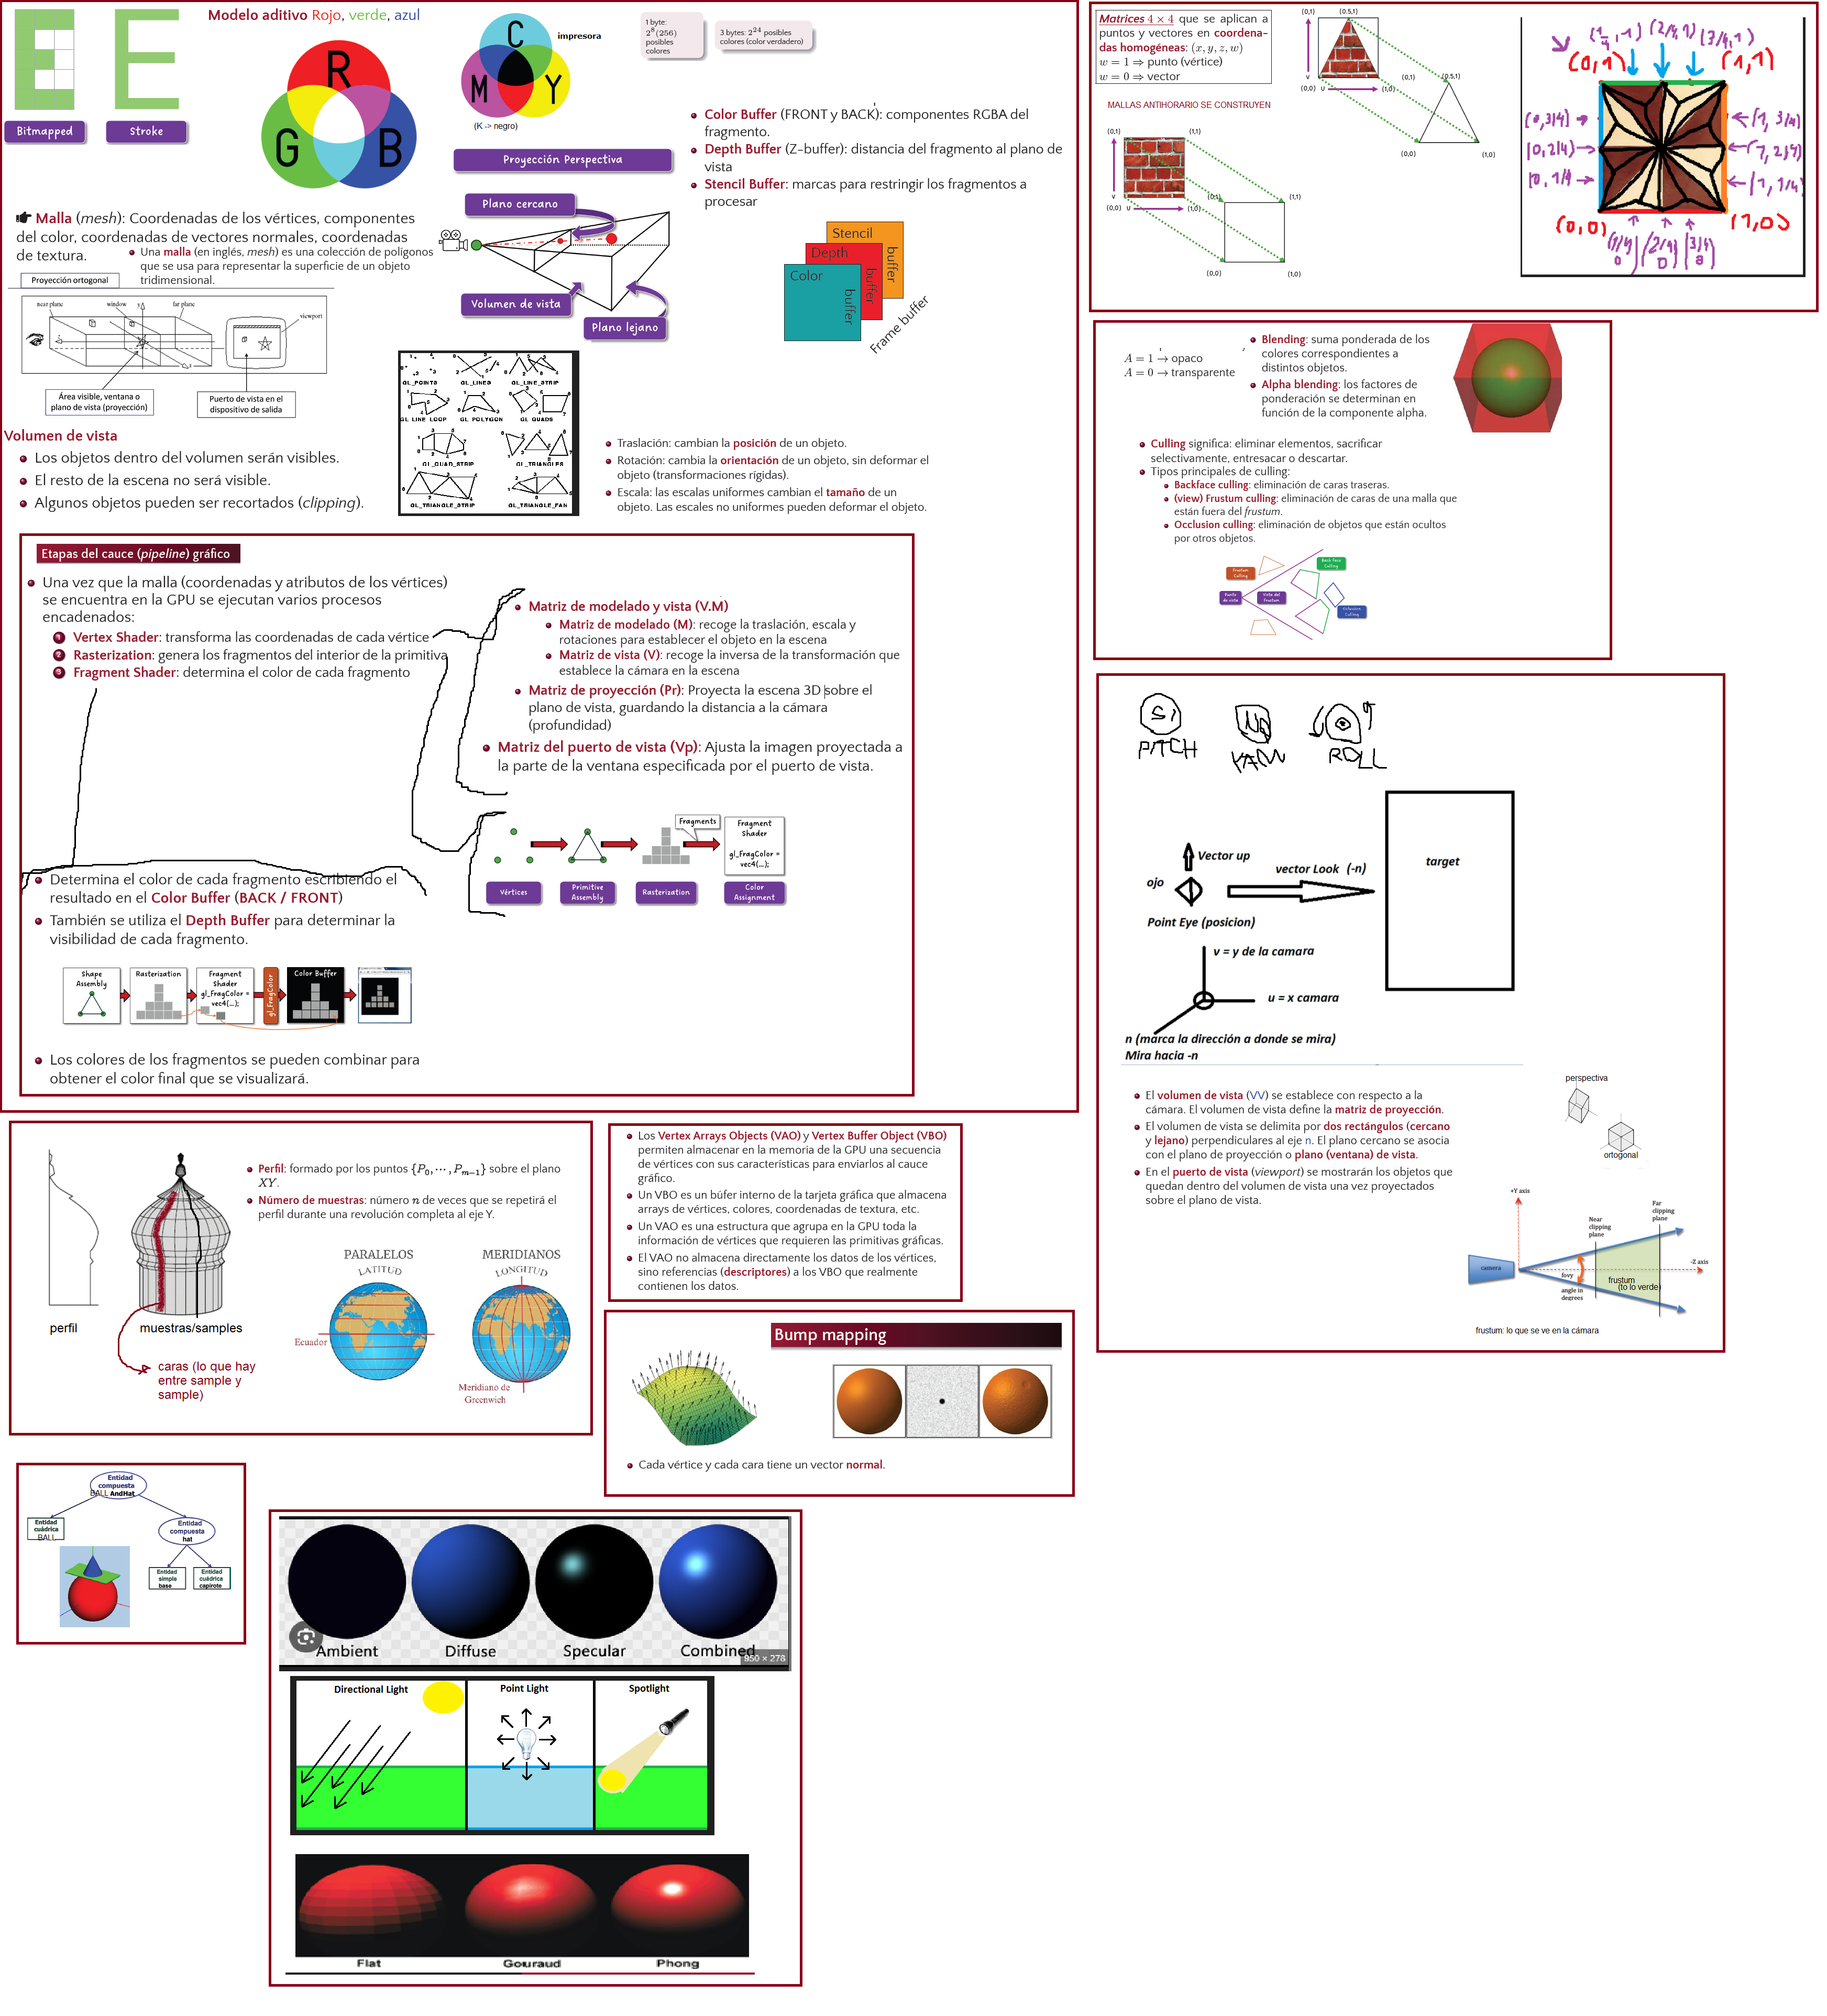 Modelo aditivo Rojo, verde, azul
R
G
B
Bitmapped
Stroke
C
M
Y
impresora
(K -> negro)
1 byte:
2^8(256)
posibles
colores
3 bytes: 2^24 posibles
colores (color verdadero)
Color Buffer (FRONT y BACK): componentes RGBA del
fragmento.
Depth Buffer (Z-buffer): distancia del fragmento al plano de
vista
Stencil Buffer: marcas para restringir los fragmentos a
procesar
Proyección Perspectiva
Plano cercano
Volumen de vista
Plano lejano
Stencil
buffer
Depth
buffer
Color
buffer
Frame buffer
Malla (mesh): Coordenadas de los vértices, componentes
del color, coordenadas de vectores normales, coordenadas
de textura.
Una malla (en inglés, mesh) es una colección de polígonos
que se usa para representar la superficie de un objeto
tridimensional.
Proyección ortogonal
near plane
window
far plane
viewport
Área visible, ventana o
plano de vista (proyección)
Puerto de vista en el
dispositivo de salida
Volumen de vista
Los objetos dentro del volumen serán visibles.
El resto de la escena no será visible.
Algunos objetos pueden ser recortados (clipping).
GL_POINTS
GL_LINES
GL_LINE_STRIP
GL_LINE_LOOP
GL_POLYGON
GL_QUADS
GL_QUAD_STRIP
GL_TRIANGLES
GL_TRIANGLE_STRIP
GL_TRIANGLE_FAN
Traslación: cambian la posición de un objeto.
Rotación: cambia la orientación de un objeto, sin deformar el
objeto (transformaciones rígidas).
Escala: las escalas uniformes cambian el tamaño de un
objeto. Las escales no uniformes pueden deformar el objeto.
Etapas del cauce (pipeline) gráfico
Una vez que la malla (coordenadas y atributos de los vértices)
se encuentra en la GPU se ejecutan varios procesos
encadenados:
1 Vertex Shader: transforma las coordenadas de cada vértice
2 Rasterization: genera los fragmentos del interior de la primitiva
3 Fragment Shader: determina el color de cada fragmento
Matriz de modelado y vista (V.M)
Matriz de modelado (M): recoge la traslación, escala y
rotaciones para establecer el objeto en la escena
Matriz de vista (V): recoge la inversa de la transformación que
establece la cámara en la escena
Matriz de proyección (Pr): Proyecta la escena 3D sobre el
plano de vista, guardando la distancia a la cámara
(profundidad)
Matriz del puerto de vista (Vp): Ajusta la imagen proyectada a
la parte de la ventana especificada por el puerto de vista.
Fragments
Fragment
Shader
gl_FragColor =
vec4(...);
Vértices
Primitive
Assembly
Rasterization
Color
Assignment
Determina el color de cada fragmento escribiendo el
resultado en el Color Buffer (BACK / FRONT)
También se utiliza el Depth Buffer para determinar la
visibilidad de cada fragmento.
Shape
Assembly
Rasterization
Fragment
Shader
gl_FragColor =
vec4(...);
gl_FragColor
Color Buffer
Los colores de los fragmentos se pueden combinar para
obtener el color final que se visualizará.
Perfil: formado por los puntos {P0, ⋯, Pm−1} sobre el plano
XY.
Número de muestras: número n de veces que se repetirá el
perfil durante una revolución completa al eje Y.
perfil
muestras/samples
caras (lo que hay
entre sample y
sample)
PARALELOS
LATITUD
Ecuador
MERIDIANOS
LONGITUD
Meridiano de
Greenwich
Los Vertex Arrays Objects (VAO) y Vertex Buffer Object (VBO)
permiten almacenar en la memoria de la GPU una secuencia
de vértices con sus características para enviarlos al cauce
gráfico.
Un VBO es un búfer interno de la tarjeta gráfica que almacena
arrays de vértices, colores, coordenadas de textura, etc.
Un VAO es una estructura que agrupa en la GPU toda la
información de vértices que requieren las primitivas gráficas.
El VAO no almacena directamente los datos de los vértices,
sino referencias (descriptores) a los VBO que realmente
contienen los datos.
Bump mapping
Cada vértice y cada cara tiene un vector normal.
Entidad
compuesta
BALL AndHat
Entidad
cuádrica
BALL
Entidad
compuesta
hat
Entidad
simple
base
Entidad
cuádrica
capirote
Ambient
Diffuse
Specular
Combined
850 × 278
Directional Light
Point Light
Spotlight
Flat
Gouraud
Phong
Matrices 4 × 4 que se aplican a
puntos y vectores en coordena-
das homogéneas: (x, y, z, w)
w = 1 ⇒ punto (vértice)
w = 0 ⇒ vector
MALLAS ANTIHORARIO SE CONSTRUYEN
(0,1)
(0.5,1)
V
(0,0)
U
(1,0)
(0,1)
(0.5,1)
(0,0)
(1,0)
(0,1)
(1,1)
V
(0,0)
U
(1,0)
(0,1)
(1,1)
(0,0)
(1,0)
(1/4, 1) (2/4, 1) (3/4, 1)
(0,1)
(1,1)
(0,3/4)
(0,2/4)
(0,1/4)
(1, 3/4)
(1, 2/4)
(1, 1/4)
(0,0)
(1,0)
A = 1 → opaco
A = 0 → transparente
Blending: suma ponderada de los
colores correspondientes a
distintos objetos.
Alpha blending: los factores de
ponderación se determinan en
función de la componente alpha.
Culling significa: eliminar elementos, sacrificar
selectivamente, entresacar o descartar.
Tipos principales de culling:
Backface culling: eliminación de caras traseras.
(view) Frustum culling: eliminación de caras de una malla que
están fuera del frustum.
Occlusion culling: eliminación de objetos que están ocultos
por otros objetos.
Frustum
Culling
Back face
Culling
Punto
de vista
Vista del
Frustum
Occlusion
Culling
SI
NO
PITCH
YAW
ROLL
Vector up
ojo
vector Look (-n)
target
Point Eye (posicion)
v = y de la camara
u = x camara
n (marca la dirección a donde se mira)
Mira hacia -n
El volumen de vista (VV) se establece con respecto a la
cámara. El volumen de vista define la matriz de proyección.
El volumen de vista se delimita por dos rectángulos (cercano
y lejano) perpendiculares al eje n. El plano cercano se asocia
con el plano de proyección o plano (ventana) de vista.
En el puerto de vista (viewport) se mostrarán los objetos que
quedan dentro del volumen de vista una vez proyectados
sobre el plano de vista.
perspectiva
ortogonal
+Y axis
Near
clipping
plane
Far
clipping
plane
camera
-Z axis
fovy
angle in
degrees
frustum
(to lo verde)
frustum: lo que se ve en la cámara